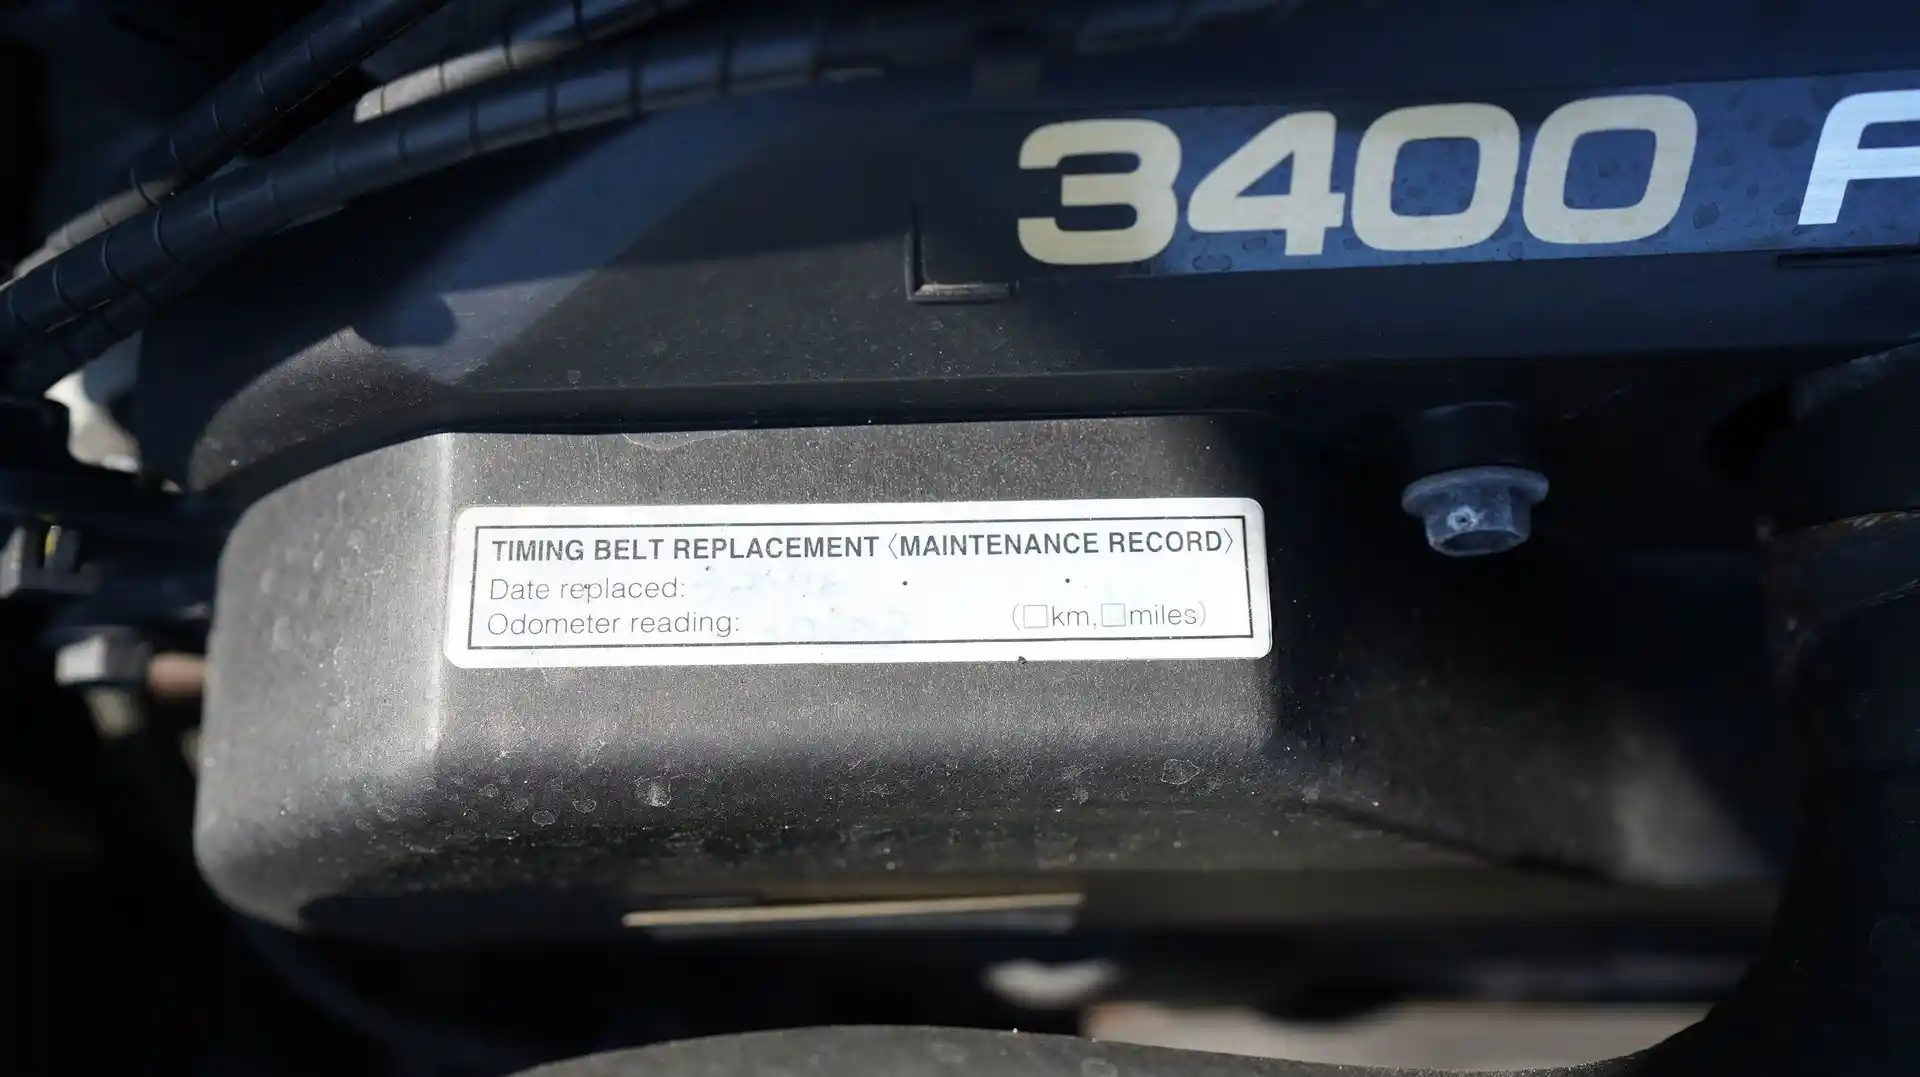 3400
TIMING BELT REPLACEMENT〈MAINTENANCE RECORD〉
Date replaced:
Odometer reading: (☐km,☐miles)